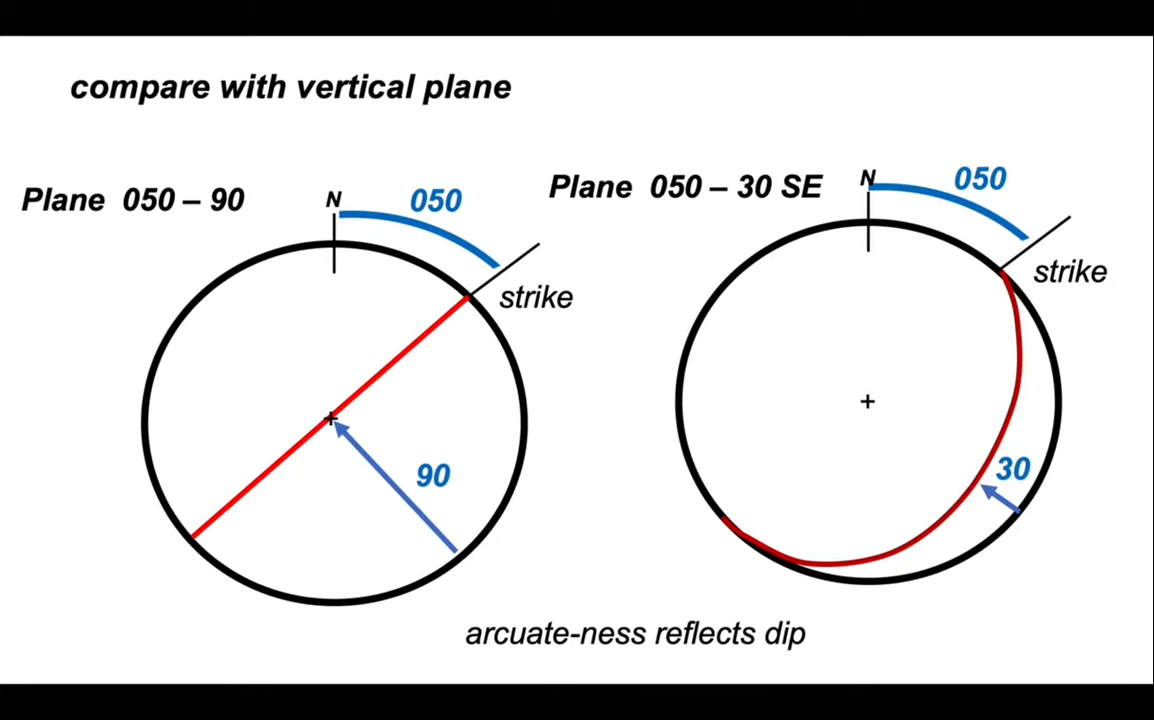 compare with vertical plane
Plane 050 – 90
N
050
strike
90
Plane 050 – 30 SE
N
050
strike
30
arcuate-ness reflects dip